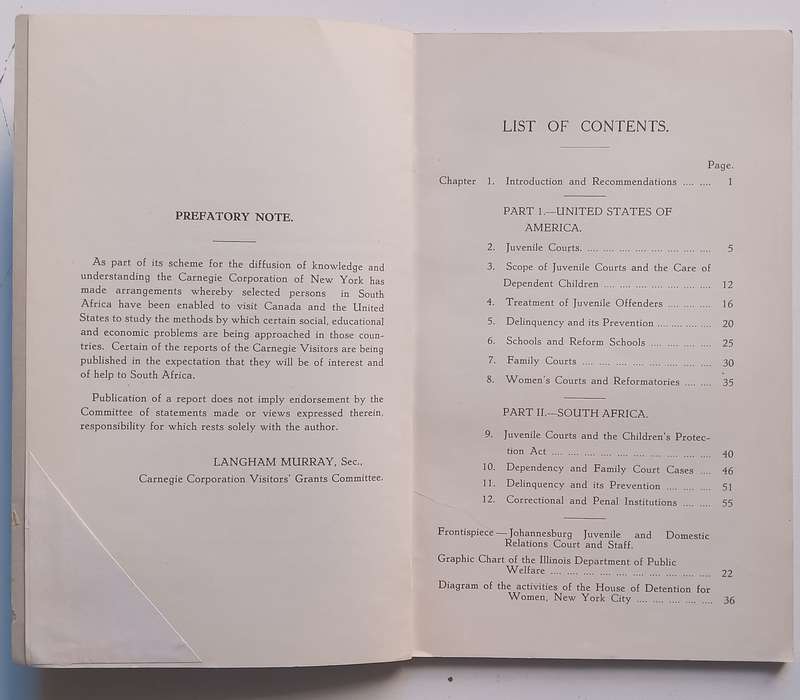 PREFATORY NOTE.
As part of its scheme for the diffusion of knowledge and
understanding the Carnegie Corporation of New York has
made arrangements whereby selected persons in South
Africa have been enabled to visit Canada and the United
States to study the methods by which certain social, educational
and economic problems are being approached in those coun-
tries. Certain of the reports of the Carnegie Visitors are being
published in the expectation that they will be of interest and
of help to South Africa.
Publication of a report does not imply endorsement by the
Committee of statements made or views expressed therein,
responsibility for which rests solely with the author.
LANGHAM MURRAY, Sec.,
Carnegie Corporation Visitors' Grants Committee.
LIST OF CONTENTS.
Page.
Chapter 1. Introduction and Recommendations .... .... 1
PART 1.—UNITED STATES OF
AMERICA.
2. Juvenile Courts. .... .... .... .... .... .... .... .... 5
3. Scope of Juvenile Courts and the Care of
Dependent Children .... .... .... .... .... .... .... 12
4. Treatment of Juvenile Offenders .... .... .... 16
5. Delinquency and its Prevention .... .... .... .... 20
6. Schools and Reform Schools .... .... .... .... 25
7. Family Courts .... .... .... .... .... .... .... .... 30
8. Women's Courts and Reformatories .... .... 35
PART II.—SOUTH AFRICA.
9. Juvenile Courts and the Children's Protec-
tion Act .... .... .... .... .... .... .... .... .... .... 40
10. Dependency and Family Court Cases .... 46
11. Delinquency and its Prevention .... .... .... 51
12. Correctional and Penal Institutions .... .... 55
Frontispiece—Johannesburg Juvenile and Domestic
Relations Court and Staff.
Graphic Chart of the Illinois Department of Public
Welfare .... .... .... .... .... .... .... .... .... .... 22
Diagram of the activities of the House of Detention for
Women, New York City .... .... .... .... .... 36